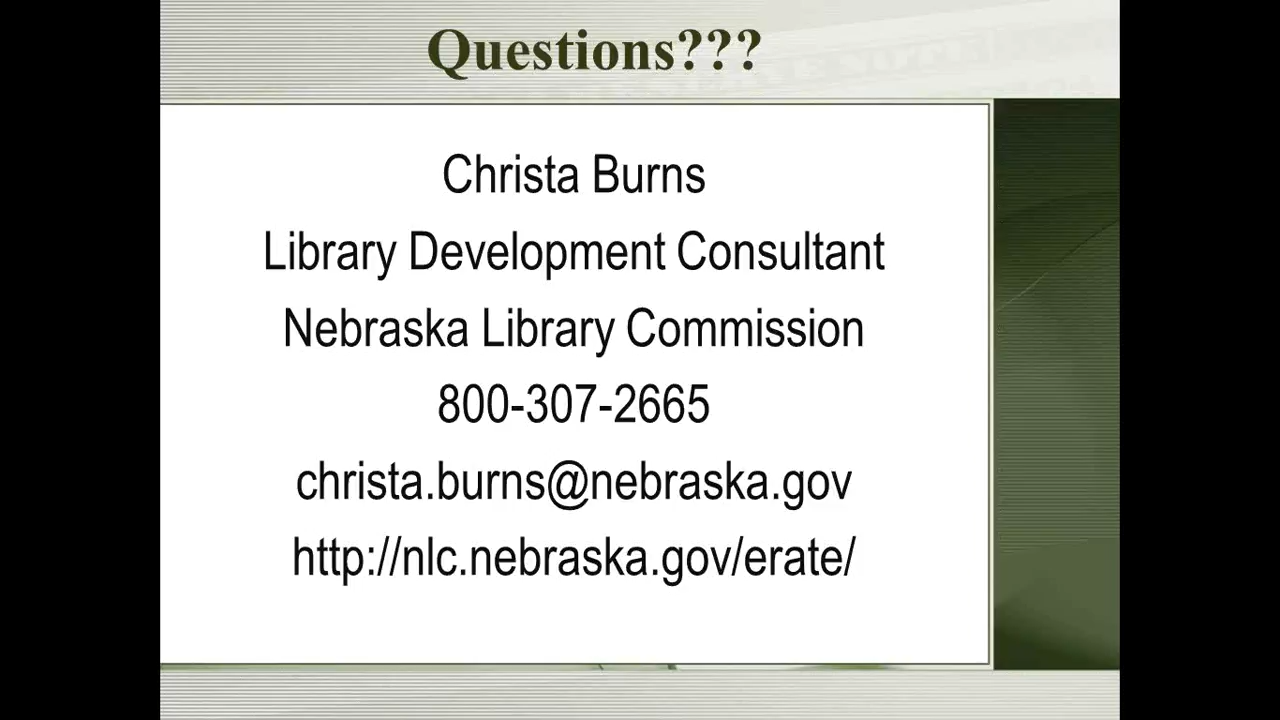 Questions???
Christa Burns
Library Development Consultant
Nebraska Library Commission
800-307-2665
christa.burns@nebraska.gov
http://nlc.nebraska.gov/erate/